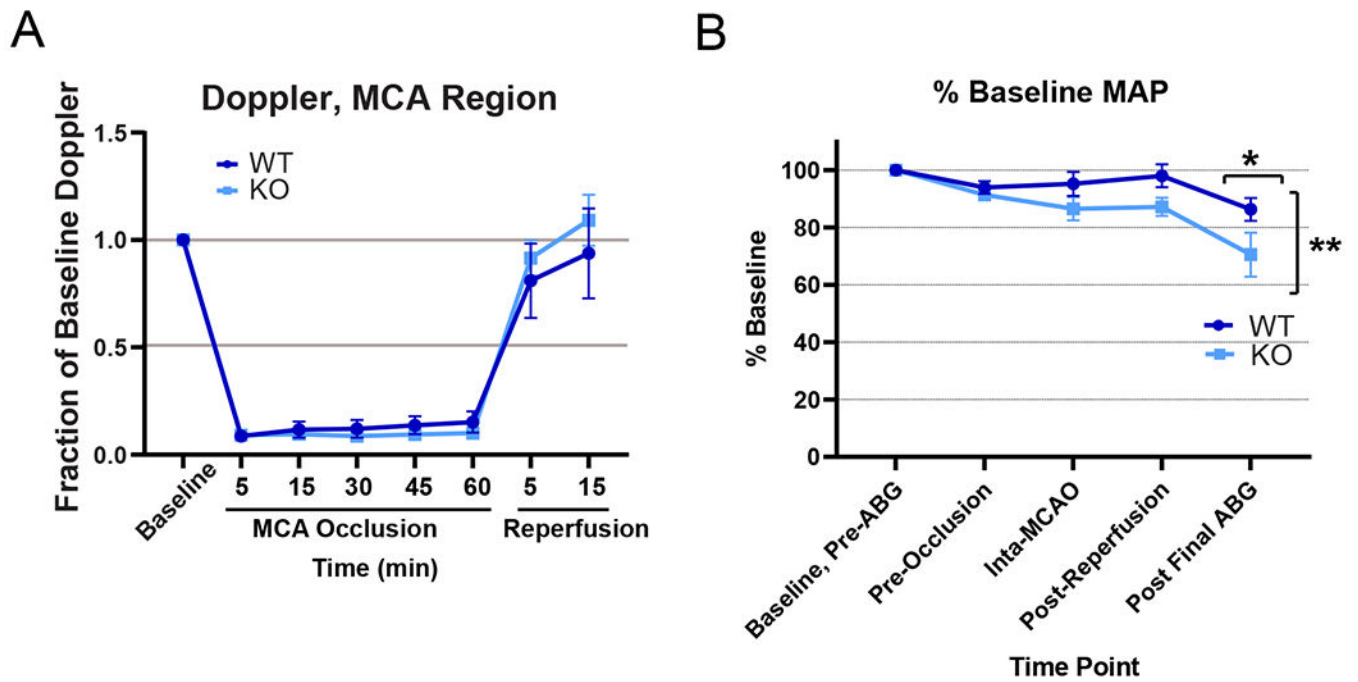 A
Doppler, MCA Region
Fraction of Baseline Doppler
1.5
1.0
0.5
0.0
WT
KO
Baseline
5 15 30 45 60 5 15
MCA Occlusion Reperfusion
Time (min)
B
% Baseline MAP
% Baseline
100
80
60
40
20
0
*
**
WT
KO
Baseline, Pre-ABG
Pre-Occlusion
Inta-MCAO
Post-Reperfusion
Post Final ABG
Time Point